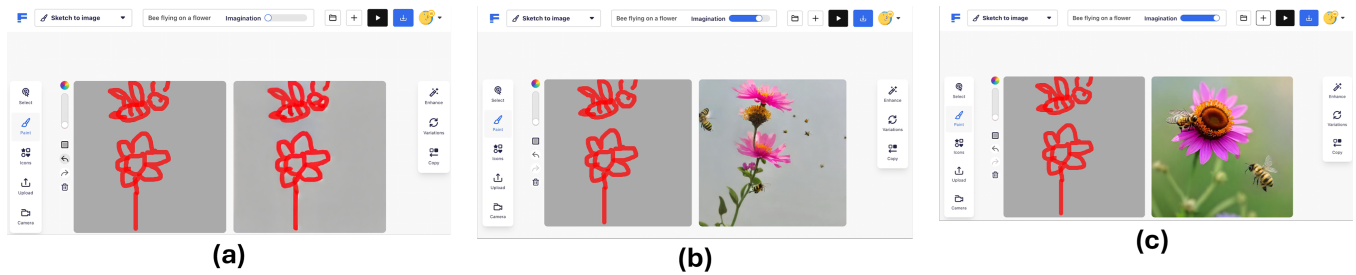 Sketch to image
Bee flying on a flower
Imagination
Select
Paint
Icons
Upload
Camera
Enhance
Variations
Copy
(a)
Sketch to image
Bee flying on a flower
Imagination
Select
Paint
Icons
Upload
Camera
Enhance
Variations
Copy
(b)
Sketch to image
Bee flying on a flower
Imagination
Select
Paint
Icons
Upload
Camera
Enhance
Variations
Copy
(c)